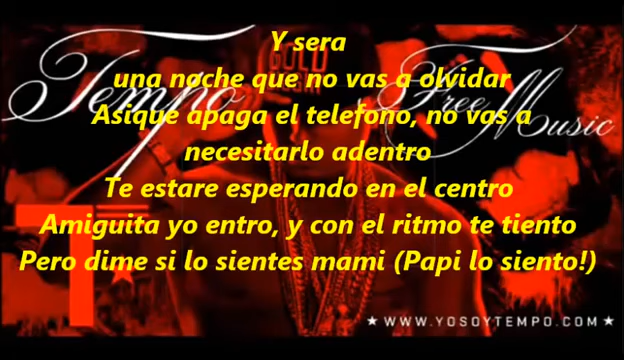 Y sera
una noche que no vas a olvidar
Asique apaga el telefono, no vas a
necesitarlo adentro
Te estare esperando en el centro
Amiguita yo entro, y con el ritmo te tiento
Pero dime si lo sientes mami (Papi lo siento!)
Tempo
Free Music
GOLD
T
★ WWW.YOSOYTEMPO.COM ★